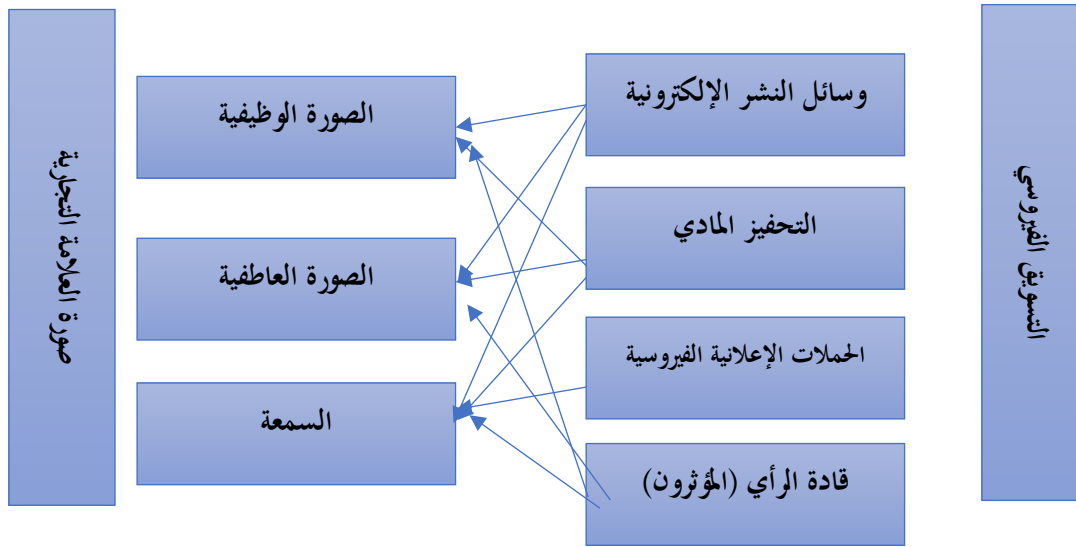 التسويق الفيروسي
وسائل النشر الإلكترونية
التحفيز المادي
الحملات الإعلانية الفيروسية
قادة الرأي (المؤثرون)
الصورة الوظيفية
الصورة العاطفية
السمعة
صورة العلامة التجارية